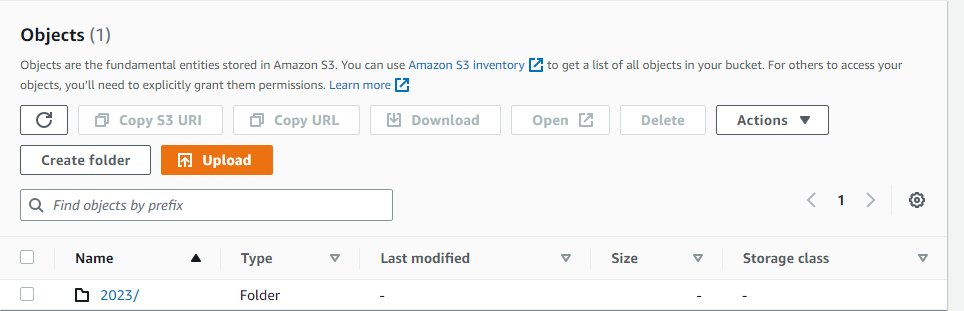 Objects (1)
Objects are the fundamental entities stored in Amazon S3. You can use Amazon S3 inventory to get a list of all objects in your bucket. For others to access your
objects, you'll need to explicitly grant them permissions. Learn more
Copy S3 URI Copy URL Download Open Delete Actions
Create folder Upload
Find objects by prefix 1
Name Type Last modified Size Storage class
2023/ Folder - - -